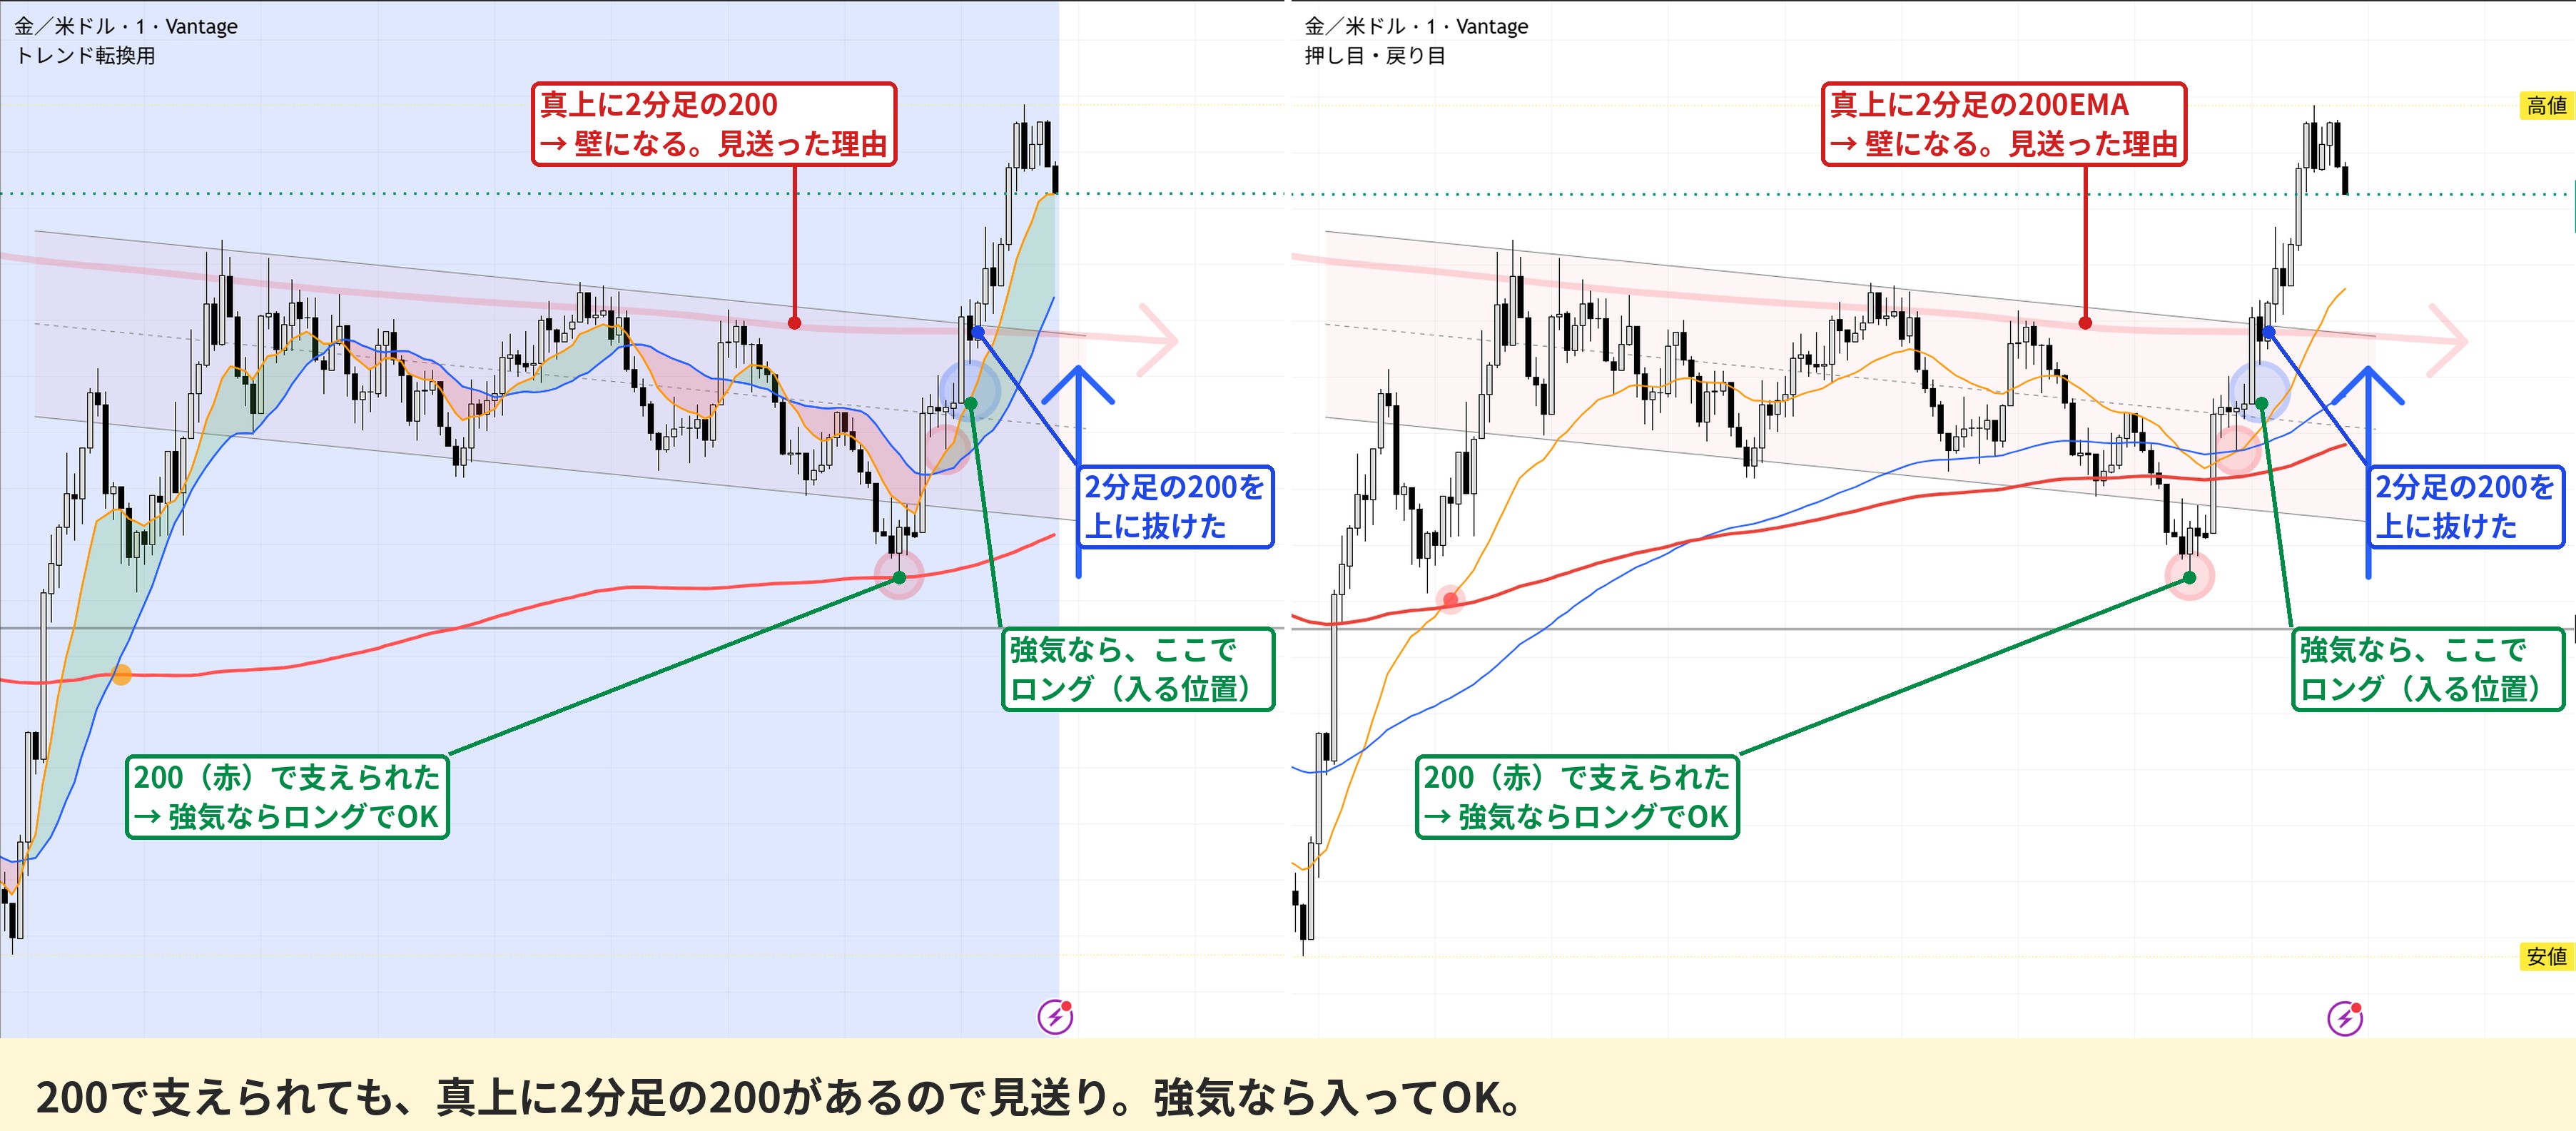 金／米ドル・1・Vantage
トレンド転換用
真上に2分足の200
→ 壁になる。見送った理由
2分足の200を
上に抜けた
強気なら、ここで
ロング（入る位置）
200（赤）で支えられた
→ 強気ならロングでOK
金／米ドル・1・Vantage
押し目・戻り目
真上に2分足の200EMA
→ 壁になる。見送った理由
高値
2分足の200を
上に抜けた
強気なら、ここで
ロング（入る位置）
200（赤）で支えられた
→ 強気ならロングでOK
安値
200で支えられても、真上に2分足の200があるので見送り。強気なら入ってOK。